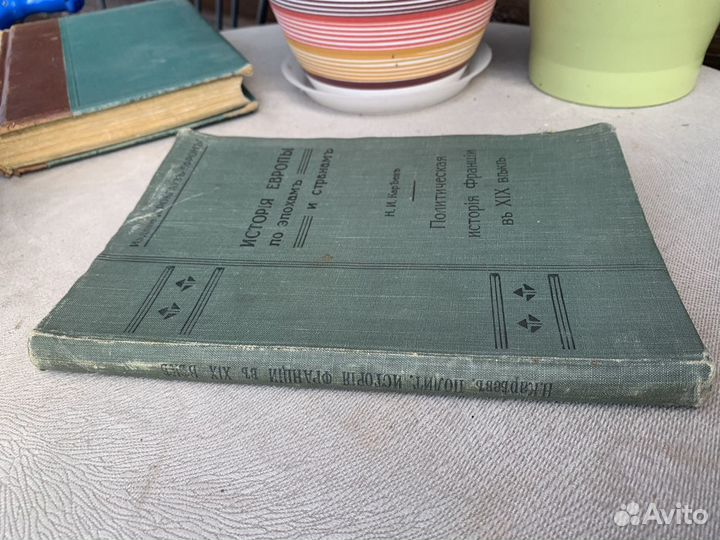 ИСТОРІЯ ЕВРОПЫ
ПО ЭПОХАМЪ
И СТРАНАМЪ
Н. И. Карѣевъ
Политическая
исторія Франціи
въ XIX вѣкѣ
Н. Карѣевъ. ПОЛИТ. ИСТОРІЯ ФРАНЦІИ ВЪ XIX ВѢКѢ
Avito